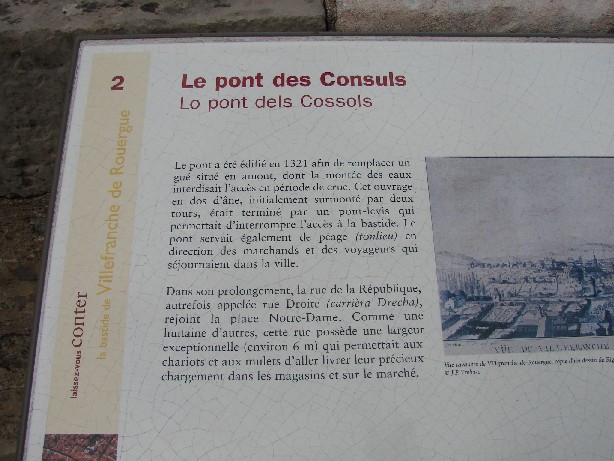 2
Le pont des Consuls
Lo pont dels Cossols
Le pont a été édifié en 1321 afin de remplacer un
gué situé en amont, dont la montée des eaux
interdisait l'accès en période de crue. Cet ouvrage
en dos d'âne, initialement surmonté par deux
tours, était terminé par un pont-levis qui
permettait d'interrompre l'accès à la bastide. Le
pont servait également de péage (tonlieu) en
direction des marchands et des voyageurs qui
séjournaient dans la ville.
Dans son prolongement, la rue de la République,
autrefois appelée rue Droite (carrièra Drecha),
rejoint la place Notre-Dame. Comme une
huitaine d'autres, cette rue possède une largeur
exceptionnelle (environ 6 m) qui permettait aux
chariots et aux mulets d'aller livrer leur précieux
chargement dans les magasins et sur le marché.
laissez-vous conter
la bastide de Villefranche de Rouergue
VÜE DE VILLEFRANCHE
de Villefranche-de-Rouergue,